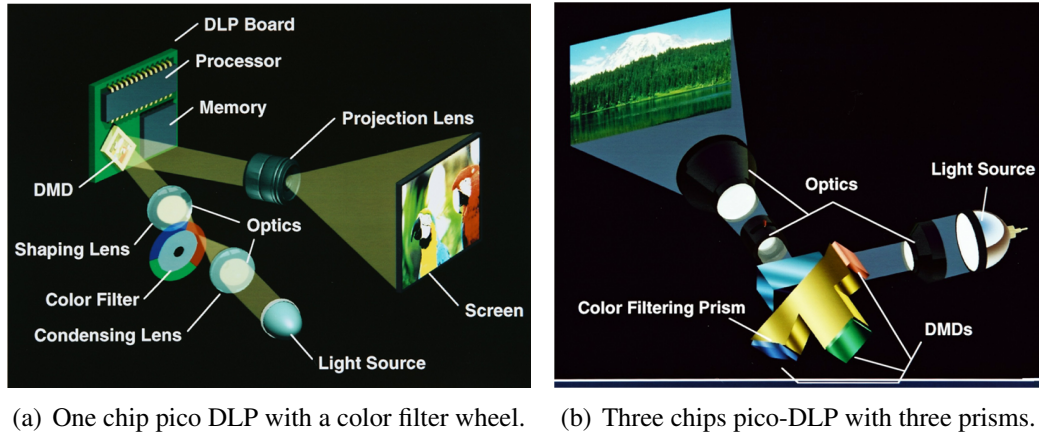 DLP Board
Processor
Memory
Projection Lens
DMD
Optics
Shaping Lens
Color Filter
Condensing Lens
Screen
Light Source
(a) One chip pico DLP with a color filter wheel.
Optics
Light Source
Color Filtering Prism
DMDs
(b) Three chips pico-DLP with three prisms.